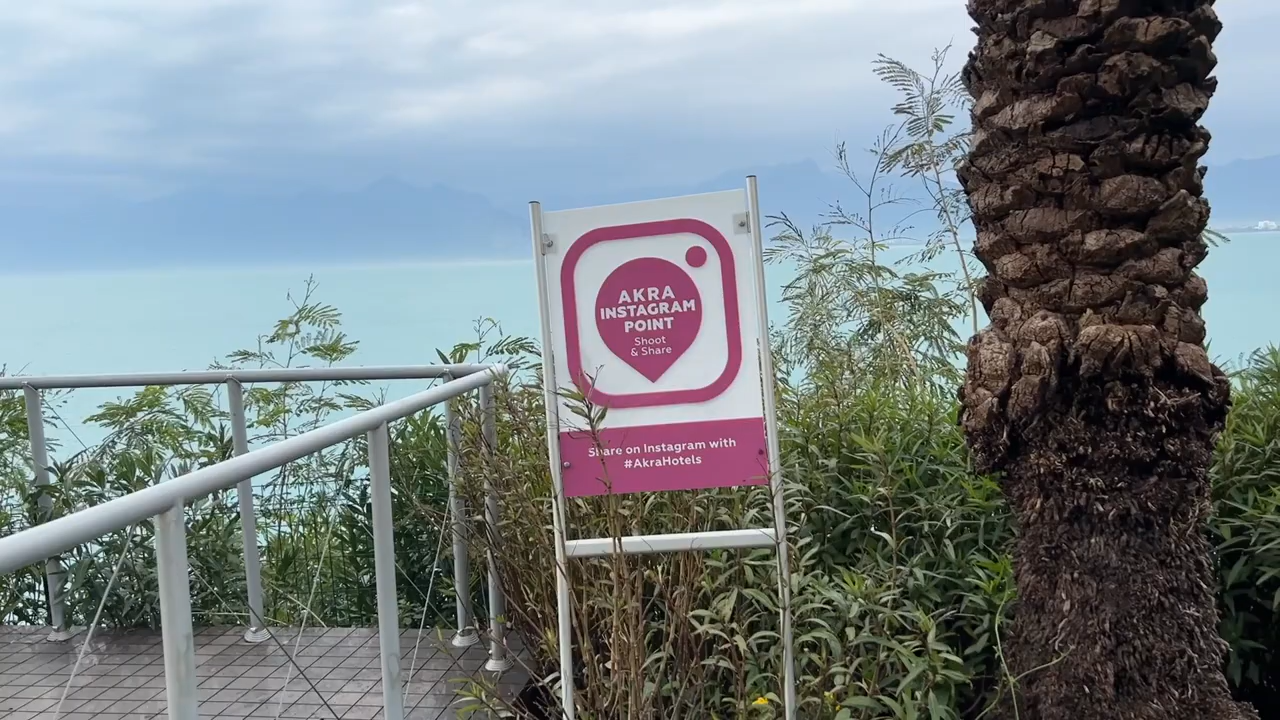 AKRA
INSTAGRAM
POINT
Shoot
& Share
Share on Instagram with
#AkraHotels